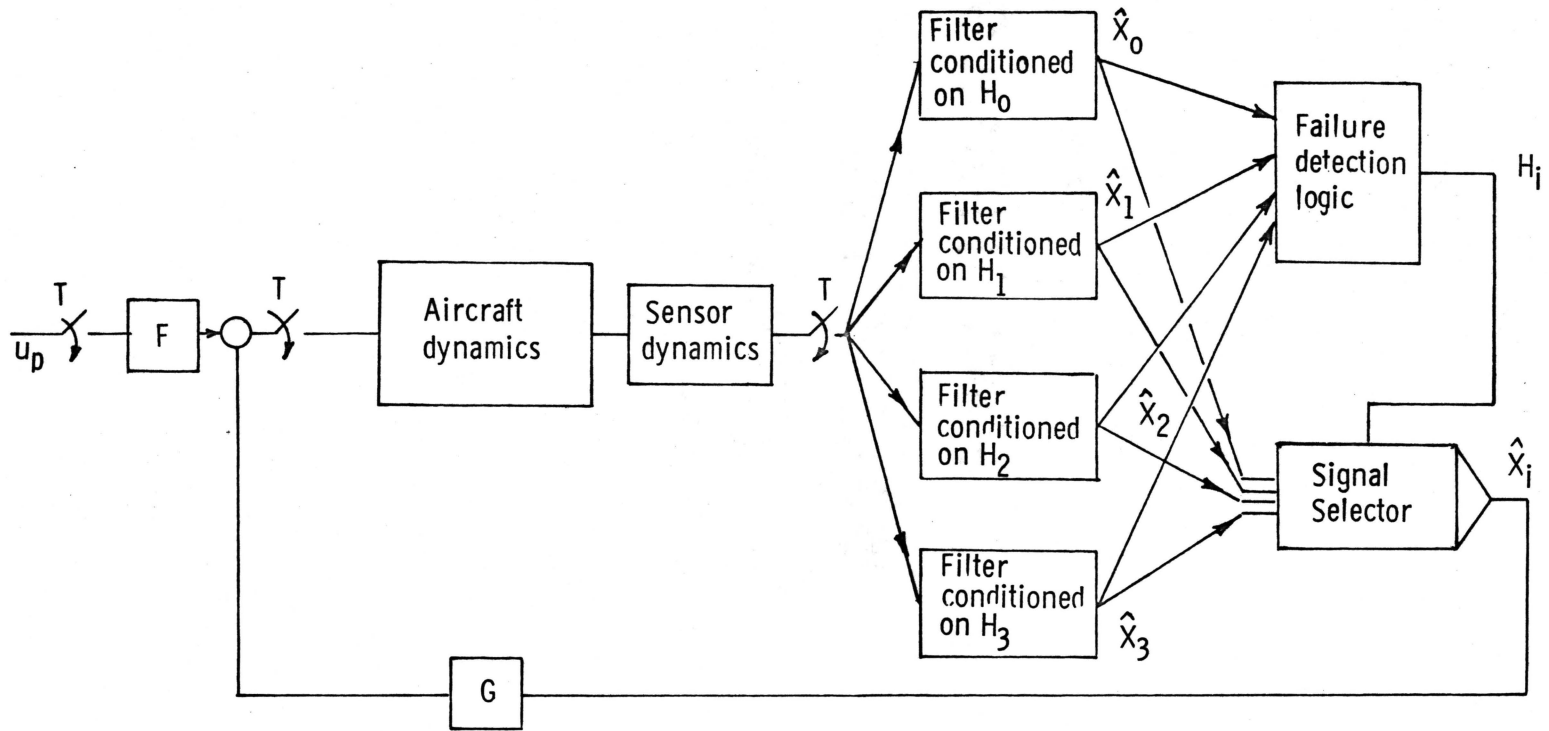 T
u_p
F
T
Aircraft
dynamics
Sensor
dynamics
T
Filter
conditioned
on H_0
X̂_0
Filter
conditioned
on H_1
X̂_1
Filter
conditioned
on H_2
X̂_2
Filter
conditioned
on H_3
X̂_3
Failure
detection
logic
H_i
Signal
Selector
X̂_i
G